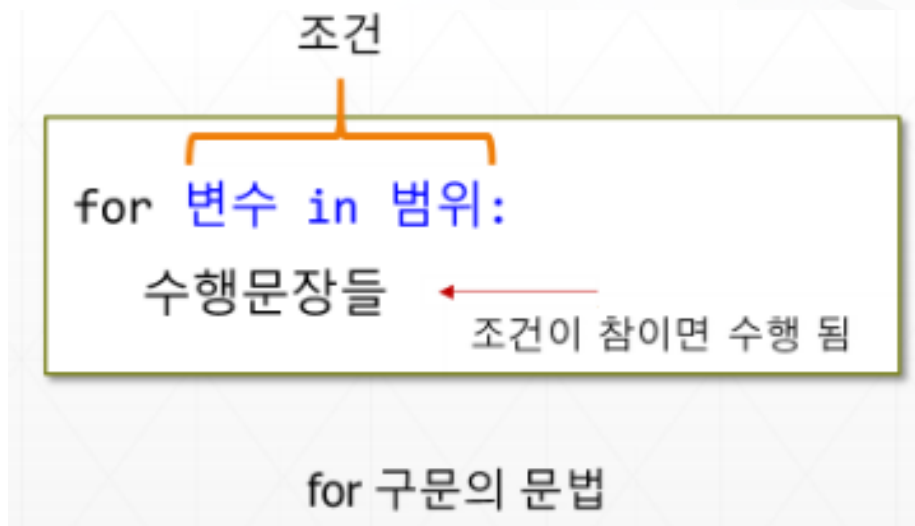 조건
for 변수 in 범위:
수행문장들
조건이 참이면 수행 됨
for 구문의 문법